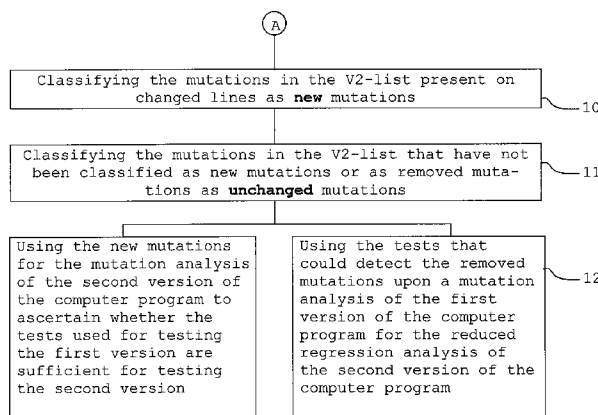 A
Classifying the mutations in the V2-list present on
changed lines as new mutations
10
Classifying the mutations in the V2-list that have not
been classified as new mutations or as removed muta-
tions as unchanged mutations
11
Using the new mutations
for the mutation analysis
of the second version of
the computer program to
ascertain whether the
tests used for testing
the first version are
sufficient for testing
the second version
Using the tests that
could detect the removed
mutations upon a mutation
analysis of the first
version of the computer
program for the reduced
regression analysis of
the second version of the
computer program
12